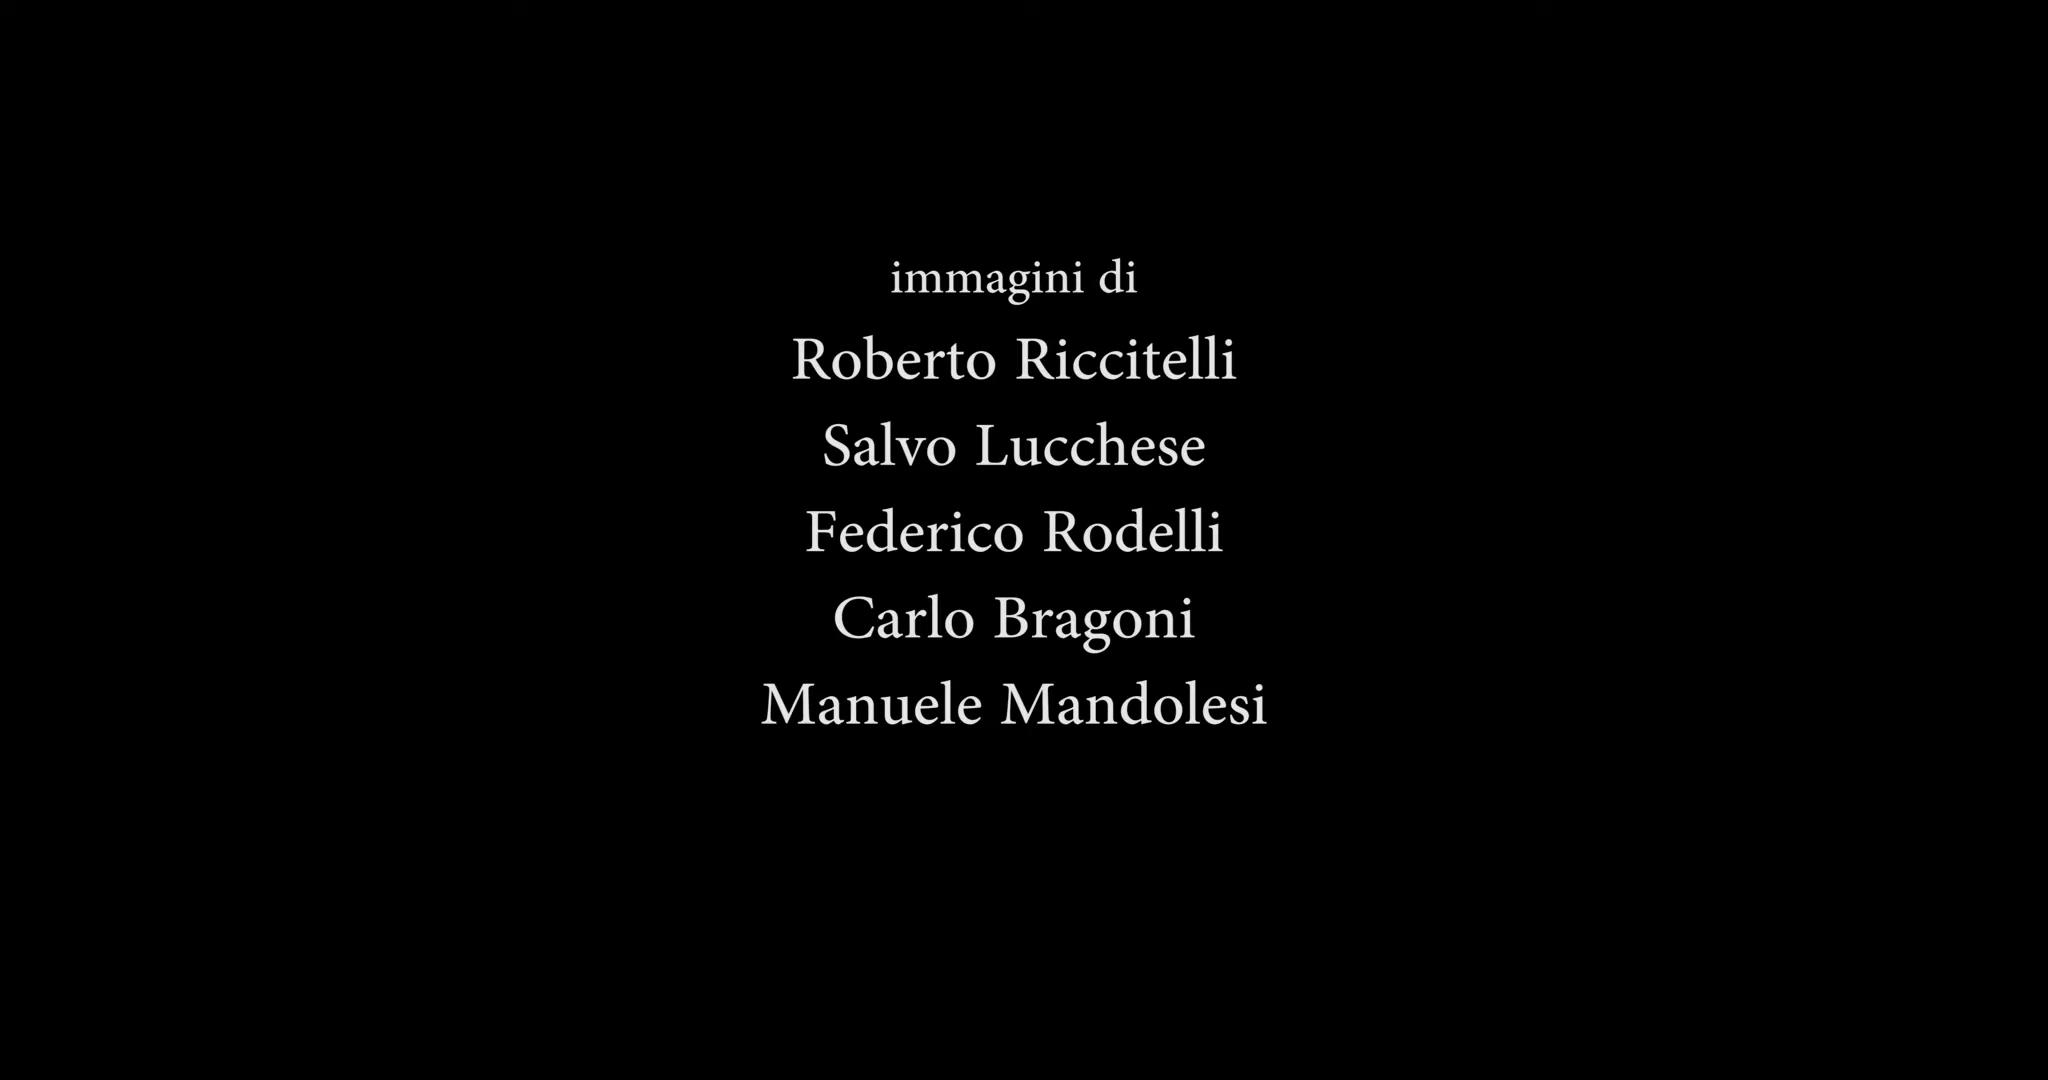 immagini di
Roberto Riccitelli
Salvo Lucchese
Federico Rodelli
Carlo Bragoni
Manuele Mandolesi